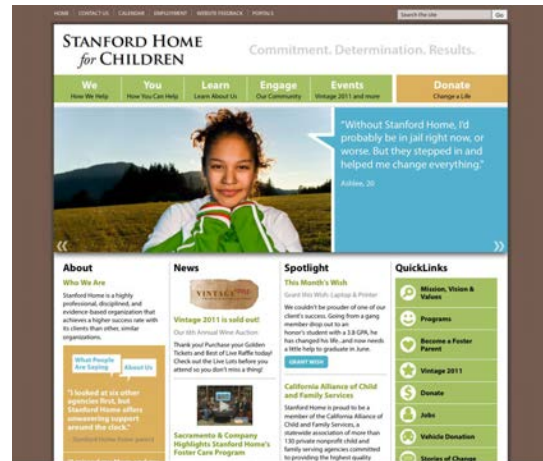 HOME
CONTACT US
CALENDAR
EMPLOYMENT
WEBSITE FEEDBACK
PORTALS
Search the site
Go
STANFORD HOME
for CHILDREN
Commitment. Determination. Results.
We
How We Help
You
How You Can Help
Learn
Learn About Us
Engage
Our Community
Events
Vintage 2011 and more
Donate
Change a Life
"Without Stanford Home, I'd
probably be in jail right now, or
worse. But they stepped in and
helped me change everything."
Ashlee, 20
About
Who We Are
Stanford Home is a highly
professional, disciplined, and
evidence-based organization that
achieves a higher success rate with
its clients than other, similar
organizations.
What People
Are Saying
About Us
"I looked at six other
agencies first, but
Stanford Home offers
unwavering support
around the clock."
Stanford Home foster parent
News
VINTAGE
Vintage 2011 is sold out!
Our 6th Annual Wine Auction
Thank you! Purchase your Golden
Tickets and Best of Live Raffle today!
Check out the Live Lots before you
attend so you don't miss a thing!
Sacramento & Company
Highlights Stanford Home's
Foster Care Program
Spotlight
This Month's Wish
Grant this Wish: Laptop & Printer
We couldn't be prouder of one of our
client's success. Going from a gang
member drop out to an
honor's student with a 3.8 GPA, he
has changed his life...and now needs
a little help to graduate in June.
GRANT WISH
California Alliance of Child
and Family Services
Stanford Home is proud to be a
member of the California Alliance of
Child and Family Services, a
statewide association of more than
130 private nonprofit child and
family serving agencies committed
to providing the highest quality
QuickLinks
Mission, Vision &
Values
Programs
Become a Foster
Parent
Vintage 2011
Donate
Jobs
Vehicle Donation
Stories of Change